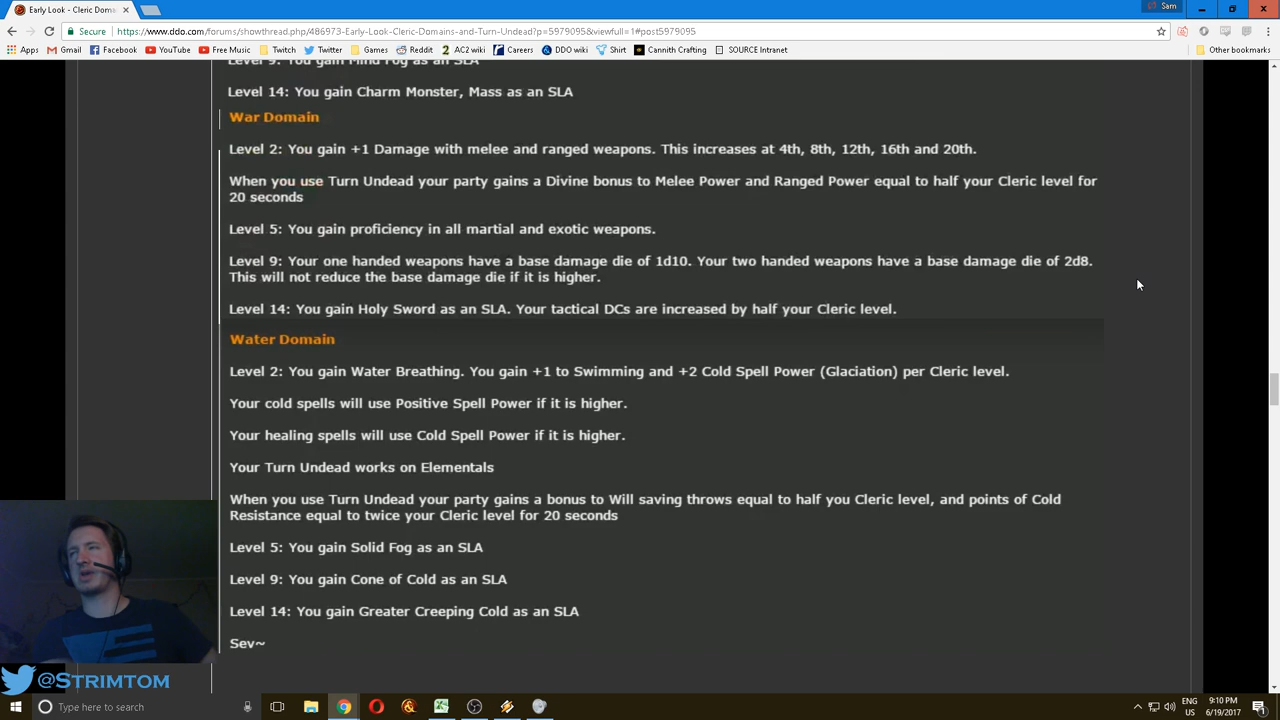 Early Look - Cleric Dom
Sam
Secure
https://www.ddo.com/forums/showthread.php/486973-Early-Look-Cleric-Domains-and-Turn-Undead?p=5979095&viewfull=1#post5979095
Apps Gmail Facebook YouTube Free Music Twitch Twitter Games Reddit AC2 wiki Careers DDO wiki Shirt Cannith Crafting SOURCE Intranet Other bookmarks
Level 9: You gain Mind Fog as an SLA
Level 14: You gain Charm Monster, Mass as an SLA
War Domain
Level 2: You gain +1 Damage with melee and ranged weapons. This increases at 4th, 8th, 12th, 16th and 20th.
When you use Turn Undead your party gains a Divine bonus to Melee Power and Ranged Power equal to half your Cleric level for
20 seconds
Level 5: You gain proficiency in all martial and exotic weapons.
Level 9: Your one handed weapons have a base damage die of 1d10. Your two handed weapons have a base damage die of 2d8.
This will not reduce the base damage die if it is higher.
Level 14: You gain Holy Sword as an SLA. Your tactical DCs are increased by half your Cleric level.
Water Domain
Level 2: You gain Water Breathing. You gain +1 to Swimming and +2 Cold Spell Power (Glaciation) per Cleric level.
Your cold spells will use Positive Spell Power if it is higher.
Your healing spells will use Cold Spell Power if it is higher.
Your Turn Undead works on Elementals
When you use Turn Undead your party gains a bonus to Will saving throws equal to half you Cleric level, and points of Cold
Resistance equal to twice your Cleric level for 20 seconds
Level 5: You gain Solid Fog as an SLA
Level 9: You gain Cone of Cold as an SLA
Level 14: You gain Greater Creeping Cold as an SLA
Sev~
@Strimtom
Type here to search
ENG
US
9:10 PM
6/19/2017